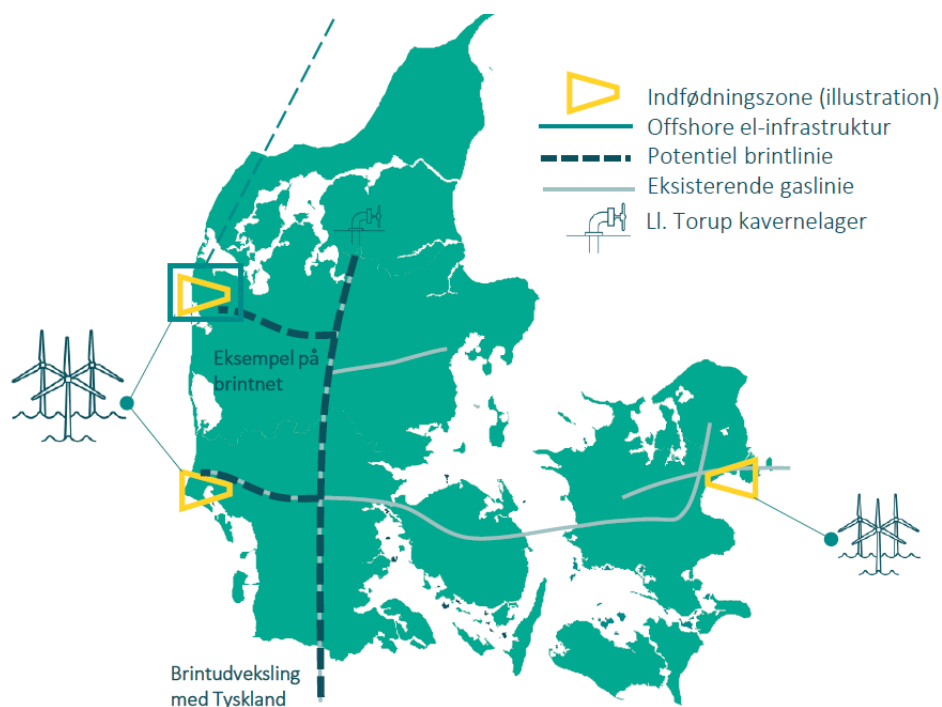 Indfødningszone (illustration)
Offshore el-infrastruktur
Potentiel brintlinie
Eksisterende gaslinie
Ll. Torup kavernelager
Eksempel på
brintnet
Brintudveksling
med Tyskland